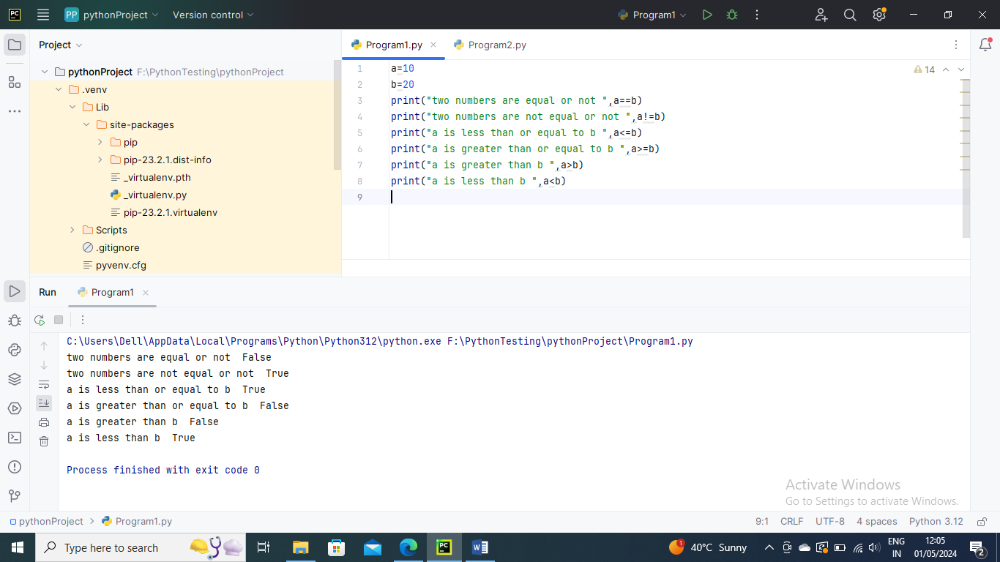 PC PP pythonProject Version control Program1
Project
pythonProject F:\PythonTesting\pythonProject
.venv
Lib
site-packages
pip
pip-23.2.1.dist-info
_virtualenv.pth
_virtualenv.py
pip-23.2.1.virtualenv
Scripts
.gitignore
pyvenv.cfg
Program1.py Program2.py
14
1 a=10
2 b=20
3 print("two numbers are equal or not ",a==b)
4 print("two numbers are not equal or not ",a!=b)
5 print("a is less than or equal to b ",a<=b)
6 print("a is greater than or equal to b ",a>=b)
7 print("a is greater than b ",a>b)
8 print("a is less than b ",a<b)
9
Run Program1
C:\Users\Dell\AppData\Local\Programs\Python\Python312\python.exe F:\PythonTesting\pythonProject\Program1.py
two numbers are equal or not  False
two numbers are not equal or not  True
a is less than or equal to b  True
a is greater than or equal to b  False
a is greater than b  False
a is less than b  True
Process finished with exit code 0
Activate Windows
Go to Settings to activate Windows.
pythonProject > Program1.py 9:1 CRLF UTF-8 4 spaces Python 3.12
Type here to search PC W 1 40°C Sunny ENG 12:05
IN 01/05/2024 2